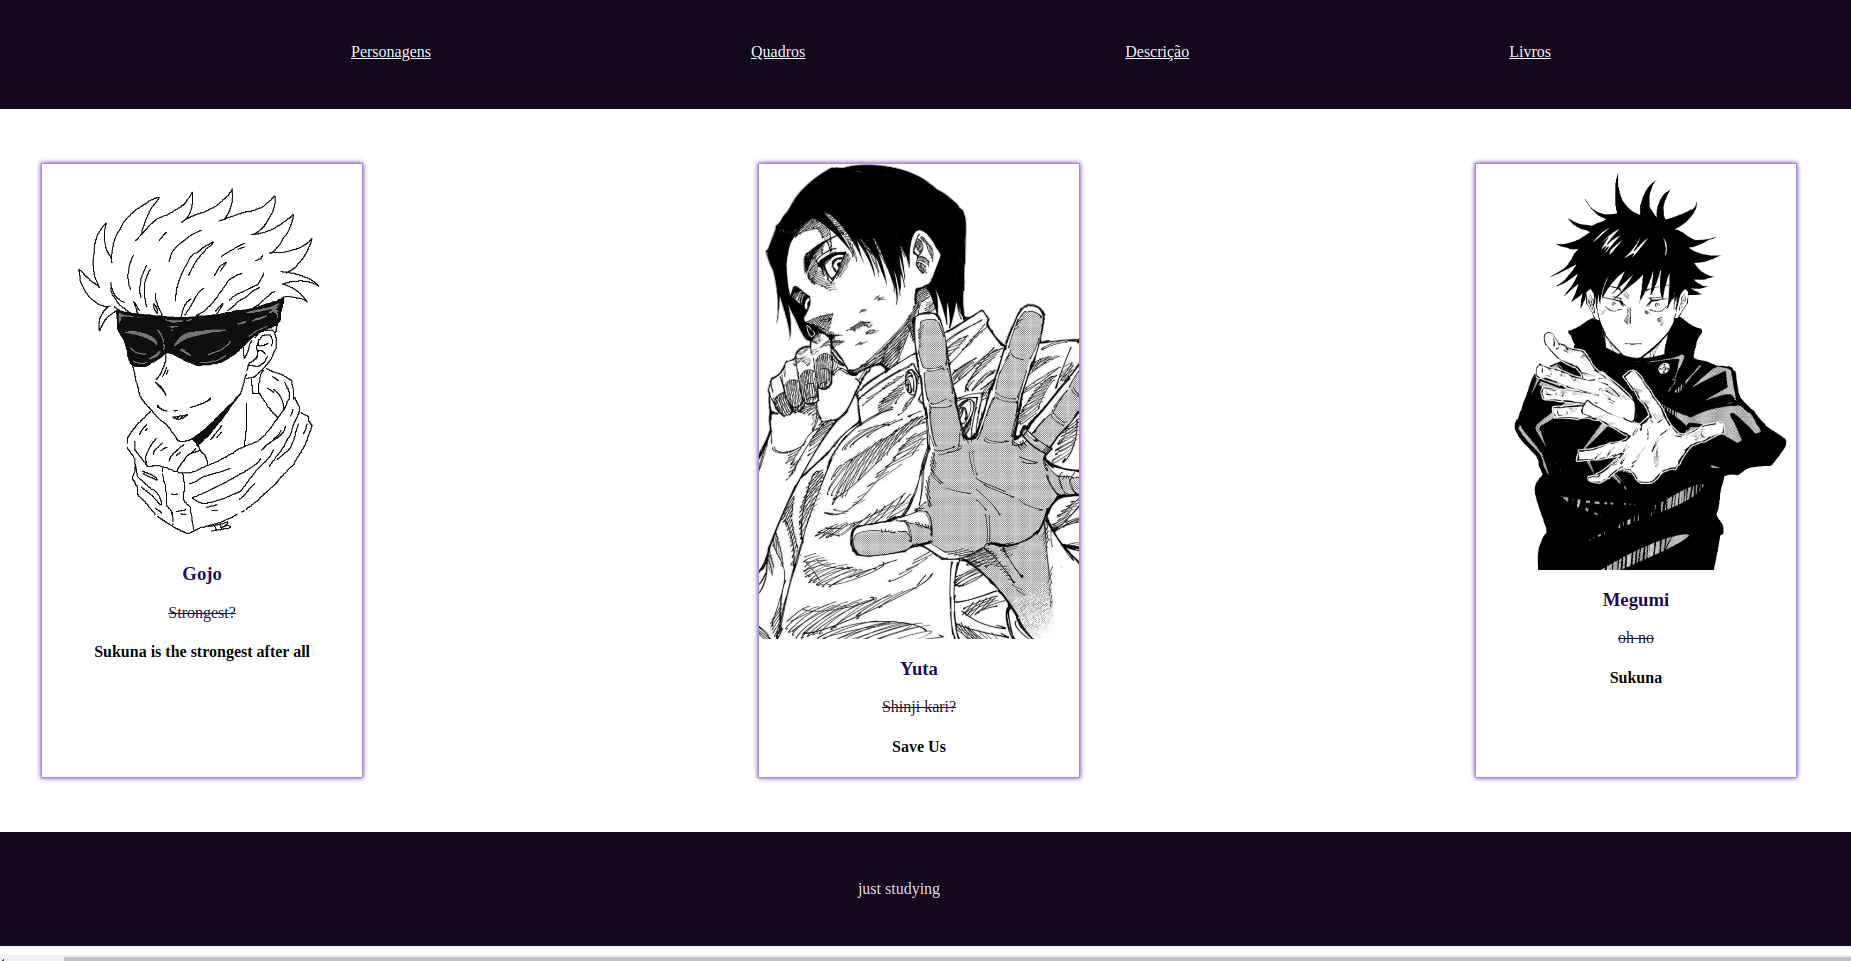 Personagens
Quadros
Descrição
Livros
Gojo
Strongest?
Sukuna is the strongest after all
Yuta
Shinji kari?
Save Us
Megumi
oh no
Sukuna
just studying